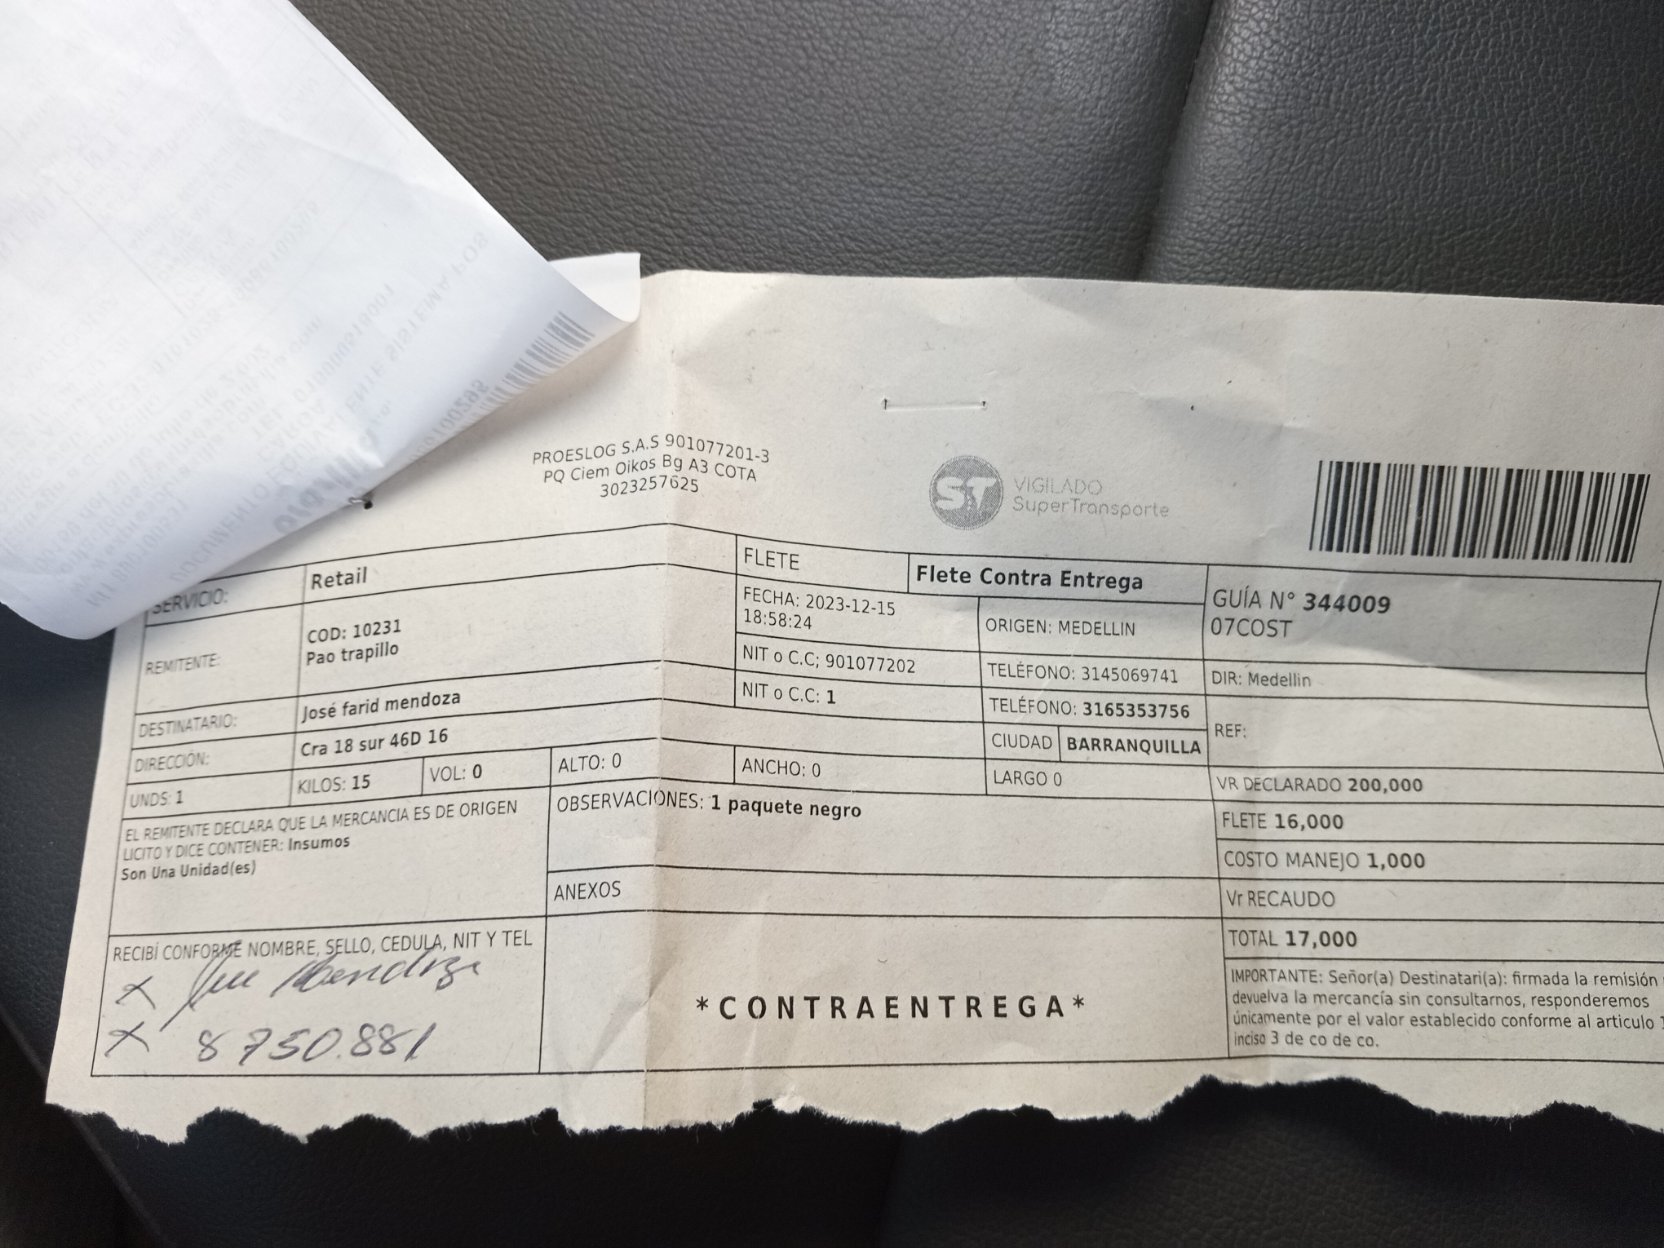 PROESLOG S.A.S 901077201-3
PQ Ciem Oikos Bg A3 COTA
3023257625
VIGILADO
SuperTransporte
SERVICIO: Retail
FLETE Flete Contra Entrega
GUÍA N° 344009
07COST
REMITENTE: COD: 10231
Pao trapillo
FECHA: 2023-12-15
18:58:24
ORIGEN: MEDELLIN
NIT o C.C; 901077202
TELÉFONO: 3145069741
DIR: Medellin
DESTINATARIO: José farid mendoza
NIT o C.C: 1
TELÉFONO: 3165353756
REF:
DIRECCIÓN: Cra 18 sur 46D 16
CIUDAD BARRANQUILLA
UNDS: 1 KILOS: 15 VOL: 0 ALTO: 0 ANCHO: 0 LARGO 0
VR DECLARADO 200,000
EL REMITENTE DECLARA QUE LA MERCANCIA ES DE ORIGEN
LICITO Y DICE CONTENER: Insumos
Son Una Unidad(es)
OBSERVACIONES: 1 paquete negro
FLETE 16,000
COSTO MANEJO 1,000
ANEXOS
Vr RECAUDO
TOTAL 17,000
RECIBÍ CONFORME NOMBRE, SELLO, CEDULA, NIT Y TEL
Mendoza
8750.881
*CONTRAENTREGA*
IMPORTANTE: Señor(a) Destinatari(a): firmada la remisión
devuelva la mercancía sin consultarnos, responderemos
únicamente por el valor establecido conforme al articulo
inciso 3 de co de co.